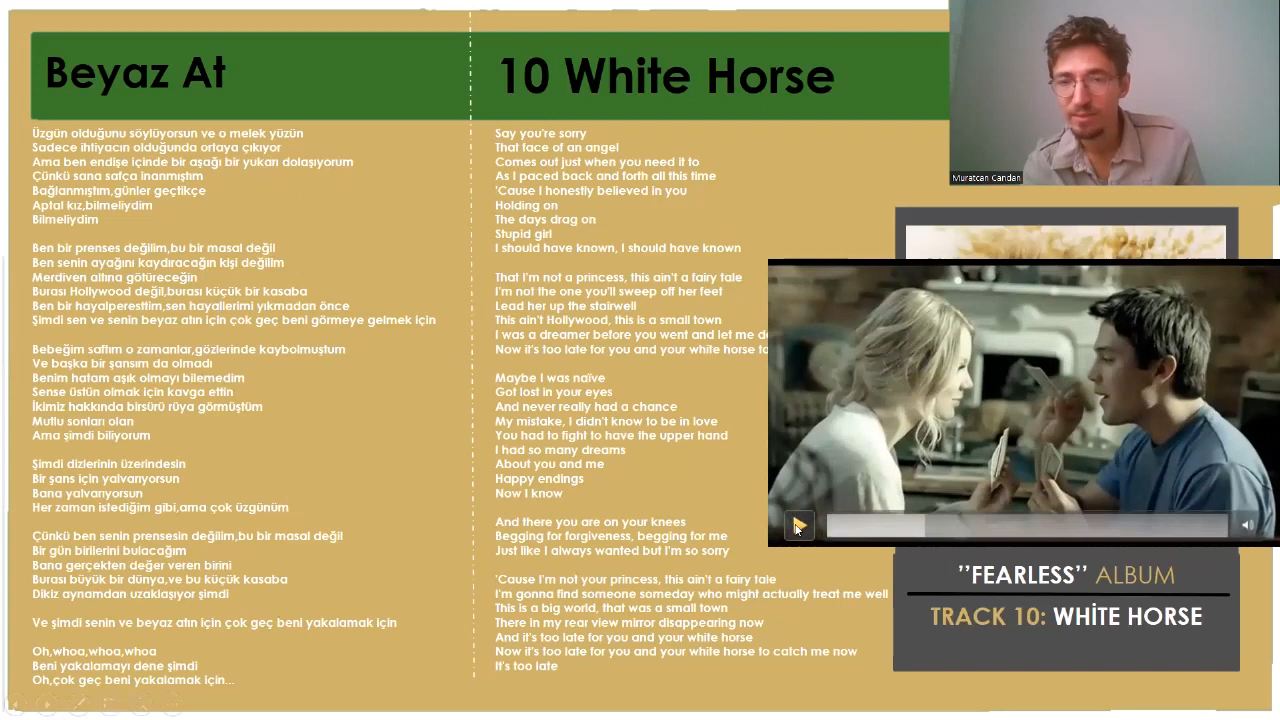 Beyaz At
Üzgün olduğunu söylüyorsun ve o melek yüzün
Sadece ihtiyacın olduğunda ortaya çıkıyor
Ama ben endişe içinde bir aşağı bir yukarı dolaşıyorum
Çünkü sana safça inanmıştım
Bağlanmıştım,günler geçtikçe
Aptal kız,bilmeliydim
Bilmeliydim
Ben bir prenses değilim,bu bir masal değil
Ben senin ayağını kaydıracağın kişi değilim
Merdiven altına götüreceğin
Burası Hollywood değil,burası küçük bir kasaba
Ben bir hayalperesttim,sen hayallerimi yıkmadan önce
Şimdi sen ve senin beyaz atın için çok geç beni görmeye gelmek için
Bebeğim saftım o zamanlar,gözlerinde kaybolmuştum
Ve başka bir şansım da olmadı
Benim hatam aşık olmayı bilemedim
Sense üstün olmak için kavga ettin
İkimiz hakkında birsürü rüya görmüştüm
Mutlu sonları olan
Ama şimdi biliyorum
Şimdi dizlerinin üzerindesin
Bir şans için yalvarıyorsun
Bana yalvarıyorsun
Her zaman istediğim gibi,ama çok üzgünüm
Çünkü ben senin prensesin değilim,bu bir masal değil
Bir gün birilerini bulacağım
Bana gerçekten değer veren birini
Burası büyük bir dünya,ve bu küçük kasaba
Dikiz aynamdan uzaklaşıyor şimdi
Ve şimdi senin ve beyaz atın için çok geç beni yakalamak için
Oh,whoa,whoa,whoa
Beni yakalamayı dene şimdi
Oh,çok geç beni yakalamak için...
10 White Horse
Say you're sorry
That face of an angel
Comes out just when you need it to
As I paced back and forth all this time
'Cause I honestly believed in you
Holding on
The days drag on
Stupid girl
I should have known, I should have known
That I'm not a princess, this ain't a fairy tale
I'm not the one you'll sweep off her feet
Lead her up the stairwell
This ain't Hollywood, this is a small town
I was a dreamer before you went and let me
Now it's too late for you and your white horse
Maybe I was naïve
Got lost in your eyes
And never really had a chance
My mistake, I didn't know to be in love
You had to fight to have the upper hand
I had so many dreams
About you and me
Happy endings
Now I know
And there you are on your knees
Begging for forgiveness, begging for me
Just like I always wanted but I'm so sorry
'Cause I'm not your princess, this ain't a fairy tale
I'm gonna find someone someday who might actually treat me well
This is a big world, that was a small town
There in my rear view mirror disappearing now
And it's too late for you and your white horse
Now it's too late for you and your white horse to catch me now
It's too late
Muratcan Candan
’’FEARLESS’’ ALBUM
TRACK 10: WHİTE HORSE